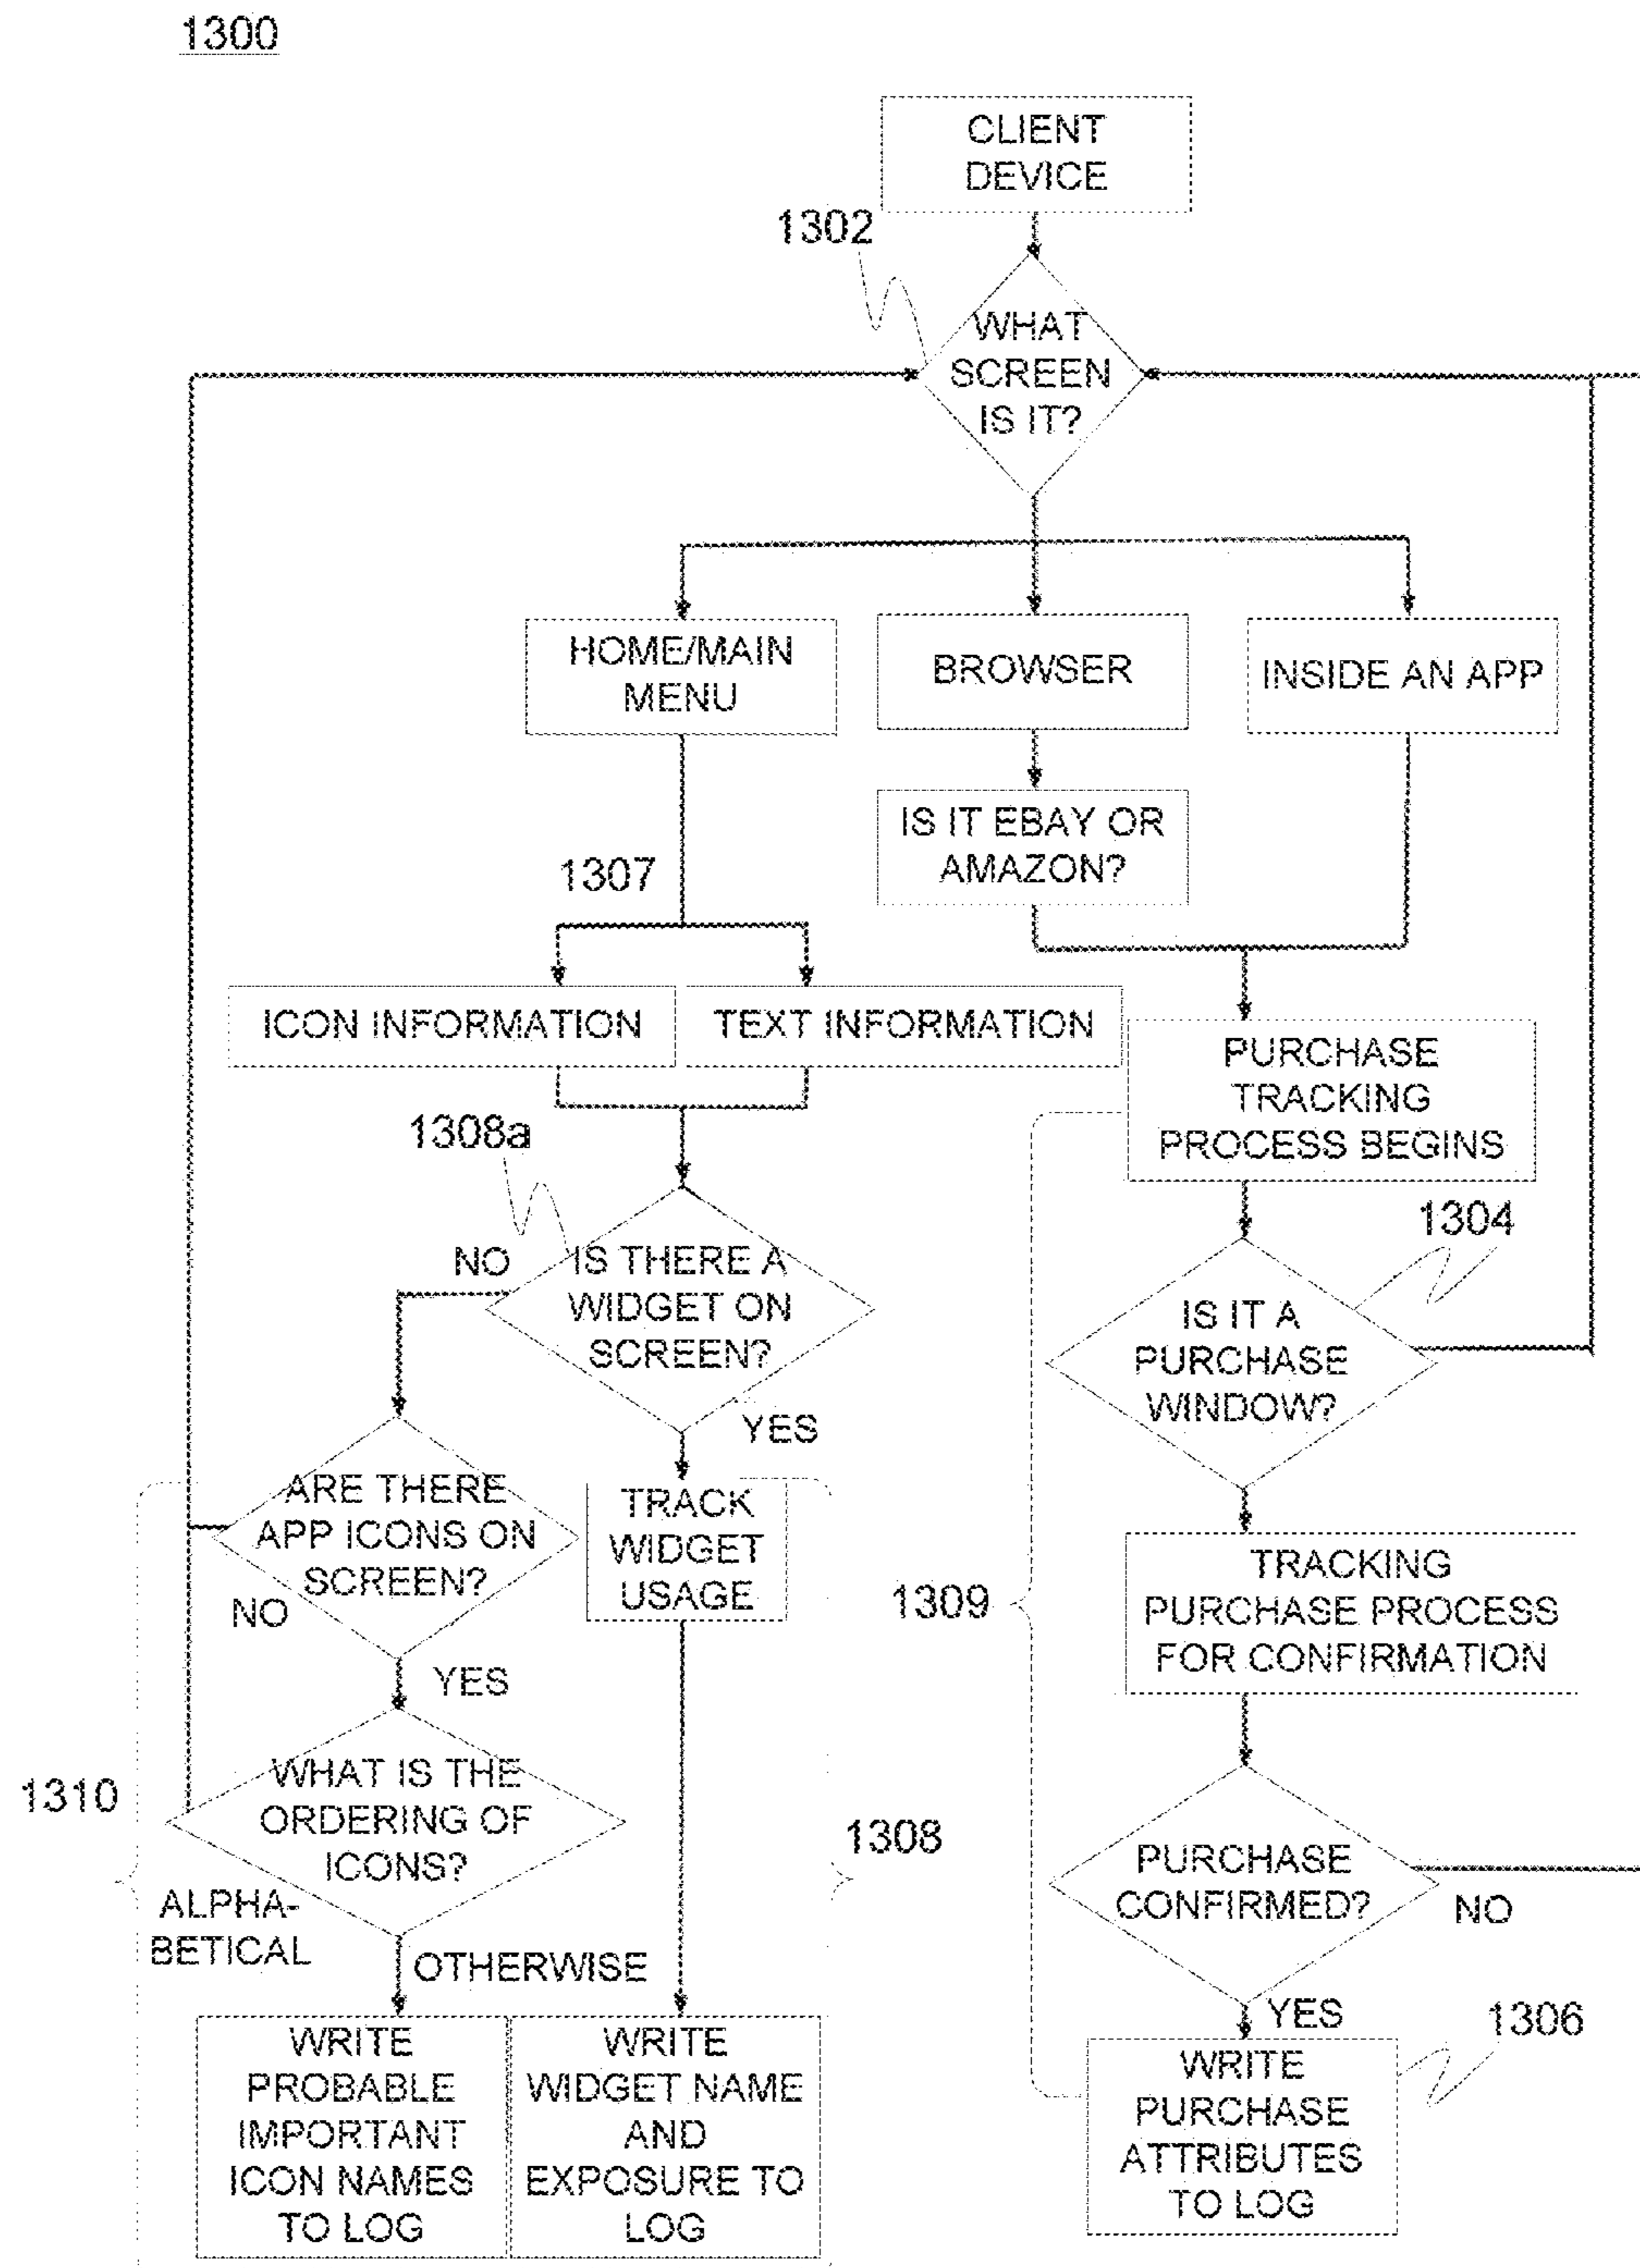 1300
CLIENT
DEVICE
1302
WHAT
SCREEN
IS IT?
HOME/MAIN
MENU
BROWSER
INSIDE AN APP
IS IT EBAY OR
AMAZON?
1307
ICON INFORMATION
TEXT INFORMATION
PURCHASE
TRACKING
PROCESS BEGINS
1308a
NO
IS THERE A
WIDGET ON
SCREEN?
YES
1304
IS IT A
PURCHASE
WINDOW?
ARE THERE
APP ICONS ON
SCREEN?
NO
YES
TRACK
WIDGET
USAGE
1309
TRACKING
PURCHASE PROCESS
FOR CONFIRMATION
1310
WHAT IS THE
ORDERING OF
ICONS?
ALPHA-
BETICAL
OTHERWISE
1308
PURCHASE
CONFIRMED?
NO
YES
1306
WRITE
PROBABLE
IMPORTANT
ICON NAMES
TO LOG
WRITE
WIDGET NAME
AND
EXPOSURE TO
LOG
WRITE
PURCHASE
ATTRIBUTES
TO LOG